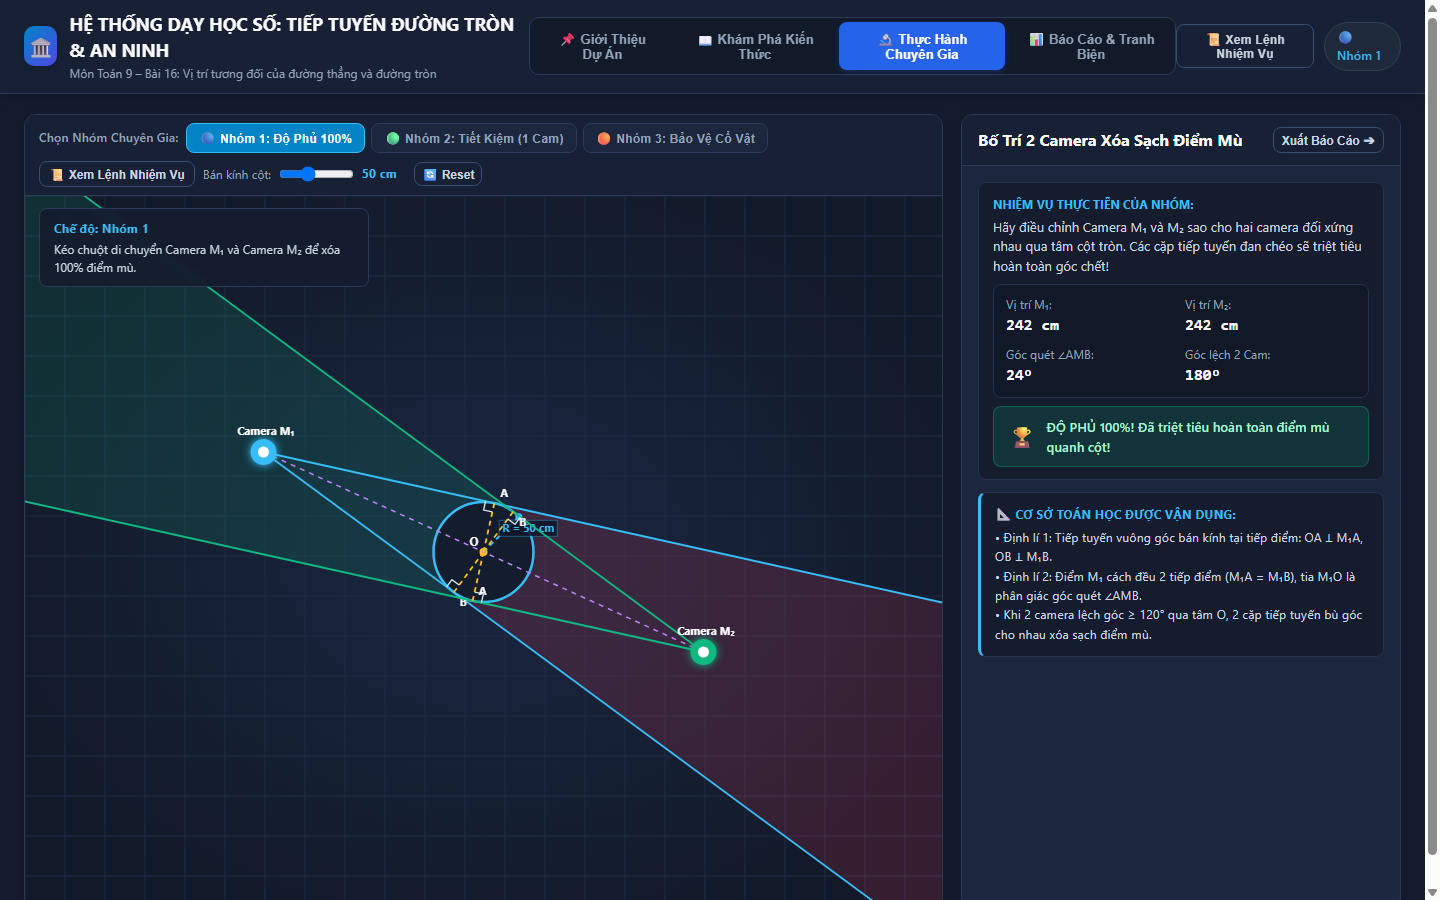 HỆ THỐNG DẠY HỌC SỐ: TIẾP TUYẾN ĐƯỜNG TRÒN
& AN NINH
Môn Toán 9 – Bài 16: Vị trí tương đối của đường thẳng và đường tròn
📌 Giới Thiệu
Dự Án
📖 Khám Phá Kiến
Thức
🔬 Thực Hành
Chuyên Gia
📊 Báo Cáo & Tranh
Biện
📜 Xem Lệnh
Nhiệm Vụ
🔵
Nhóm 1
Chọn Nhóm Chuyên Gia:
🔵 Nhóm 1: Độ Phủ 100%
🟢 Nhóm 2: Tiết Kiệm (1 Cam)
🟠 Nhóm 3: Bảo Vệ Cổ Vật
📜 Xem Lệnh Nhiệm Vụ
Bán kính cột:
50 cm
🔄 Reset
Chế độ: Nhóm 1
Kéo chuột di chuyển Camera M₁ và Camera M₂ để xóa
100% điểm mù.
Camera M₁
A
B
R = 50 cm
O
A
B
Camera M₂
Bố Trí 2 Camera Xóa Sạch Điểm Mù
Xuất Báo Cáo ➔
NHIỆM VỤ THỰC TIỄN CỦA NHÓM:
Hãy điều chỉnh Camera M₁ và M₂ sao cho hai camera đối xứng
nhau qua tâm cột tròn. Các cặp tiếp tuyến đan chéo sẽ triệt tiêu
hoàn toàn góc chết!
Vị trí M₁:
242 cm
Vị trí M₂:
242 cm
Góc quét ∠AMB:
24°
Góc lệch 2 Cam:
180°
🏆 ĐỘ PHỦ 100%! Đã triệt tiêu hoàn toàn điểm mù
quanh cột!
📐 CƠ SỞ TOÁN HỌC ĐƯỢC VẬN DỤNG:
• Định lí 1: Tiếp tuyến vuông góc bán kính tại tiếp điểm: OA ⊥ M₁A,
OB ⊥ M₁B.
• Định lí 2: Điểm M₁ cách đều 2 tiếp điểm (M₁A = M₁B), tia M₁O là
phân giác góc quét ∠AMB.
• Khi 2 camera lệch góc ≥ 120° qua tâm O, 2 cặp tiếp tuyến bù góc
cho nhau xóa sạch điểm mù.